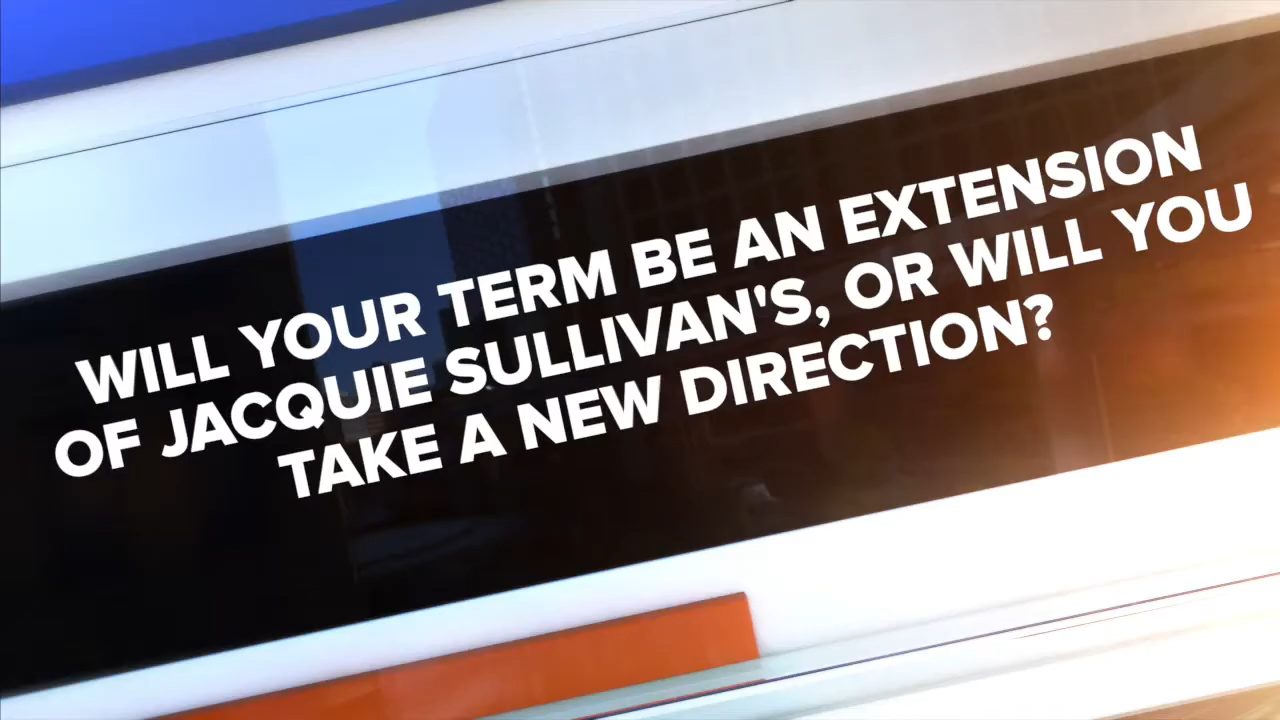 WILL YOUR TERM BE AN EXTENSION
OF JACQUIE SULLIVAN'S, OR WILL YOU
TAKE A NEW DIRECTION?